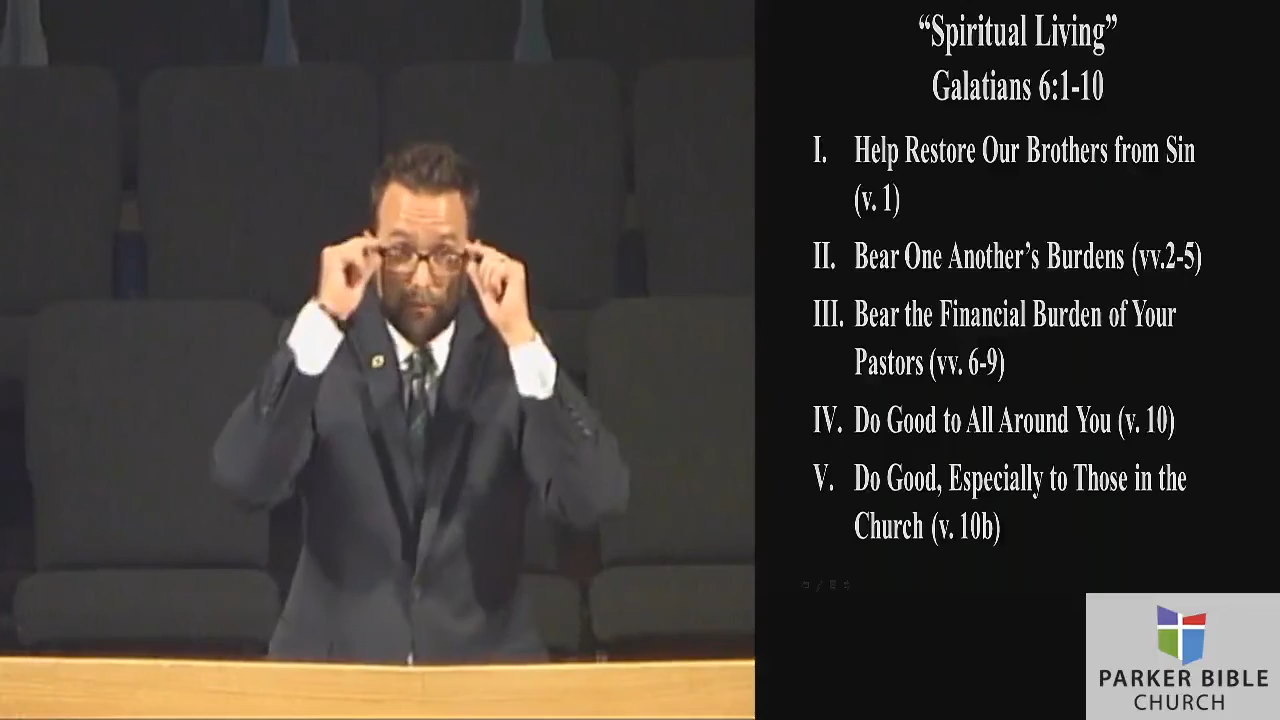 “Spiritual Living”
Galatians 6:1-10
I. Help Restore Our Brothers from Sin
(v. 1)
II. Bear One Another’s Burdens (vv.2-5)
III. Bear the Financial Burden of Your
Pastors (vv. 6-9)
IV. Do Good to All Around You (v. 10)
V. Do Good, Especially to Those in the
Church (v. 10b)
PARKER BIBLE
CHURCH